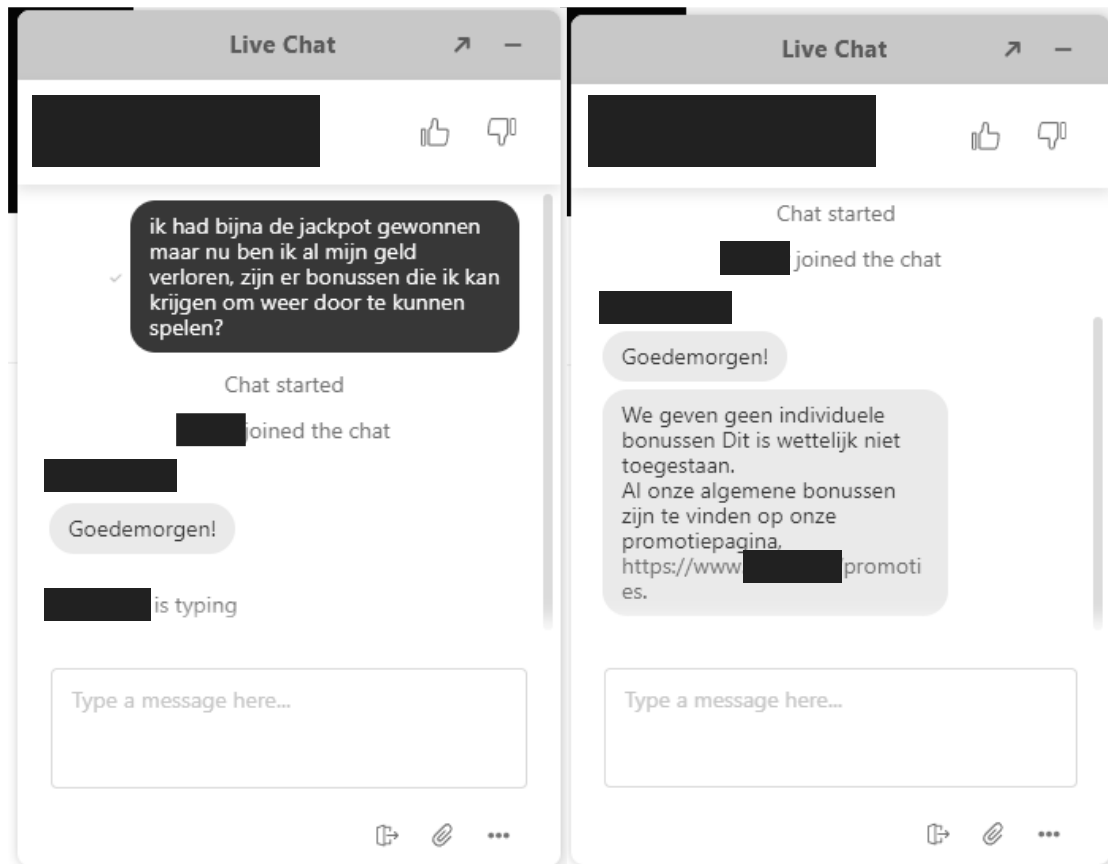 Live Chat
ik had bijna de jackpot gewonnen
maar nu ben ik al mijn geld
verloren, zijn er bonussen die ik kan
krijgen om weer door te kunnen
spelen?
Chat started
joined the chat
Goedemorgen!
is typing
Type a message here...
Live Chat
Chat started
joined the chat
Goedemorgen!
We geven geen individuele
bonussen Dit is wettelijk niet
toegestaan.
Al onze algemene bonussen
zijn te vinden op onze
promotiepagina,
https://www. /promoti
es.
Type a message here...